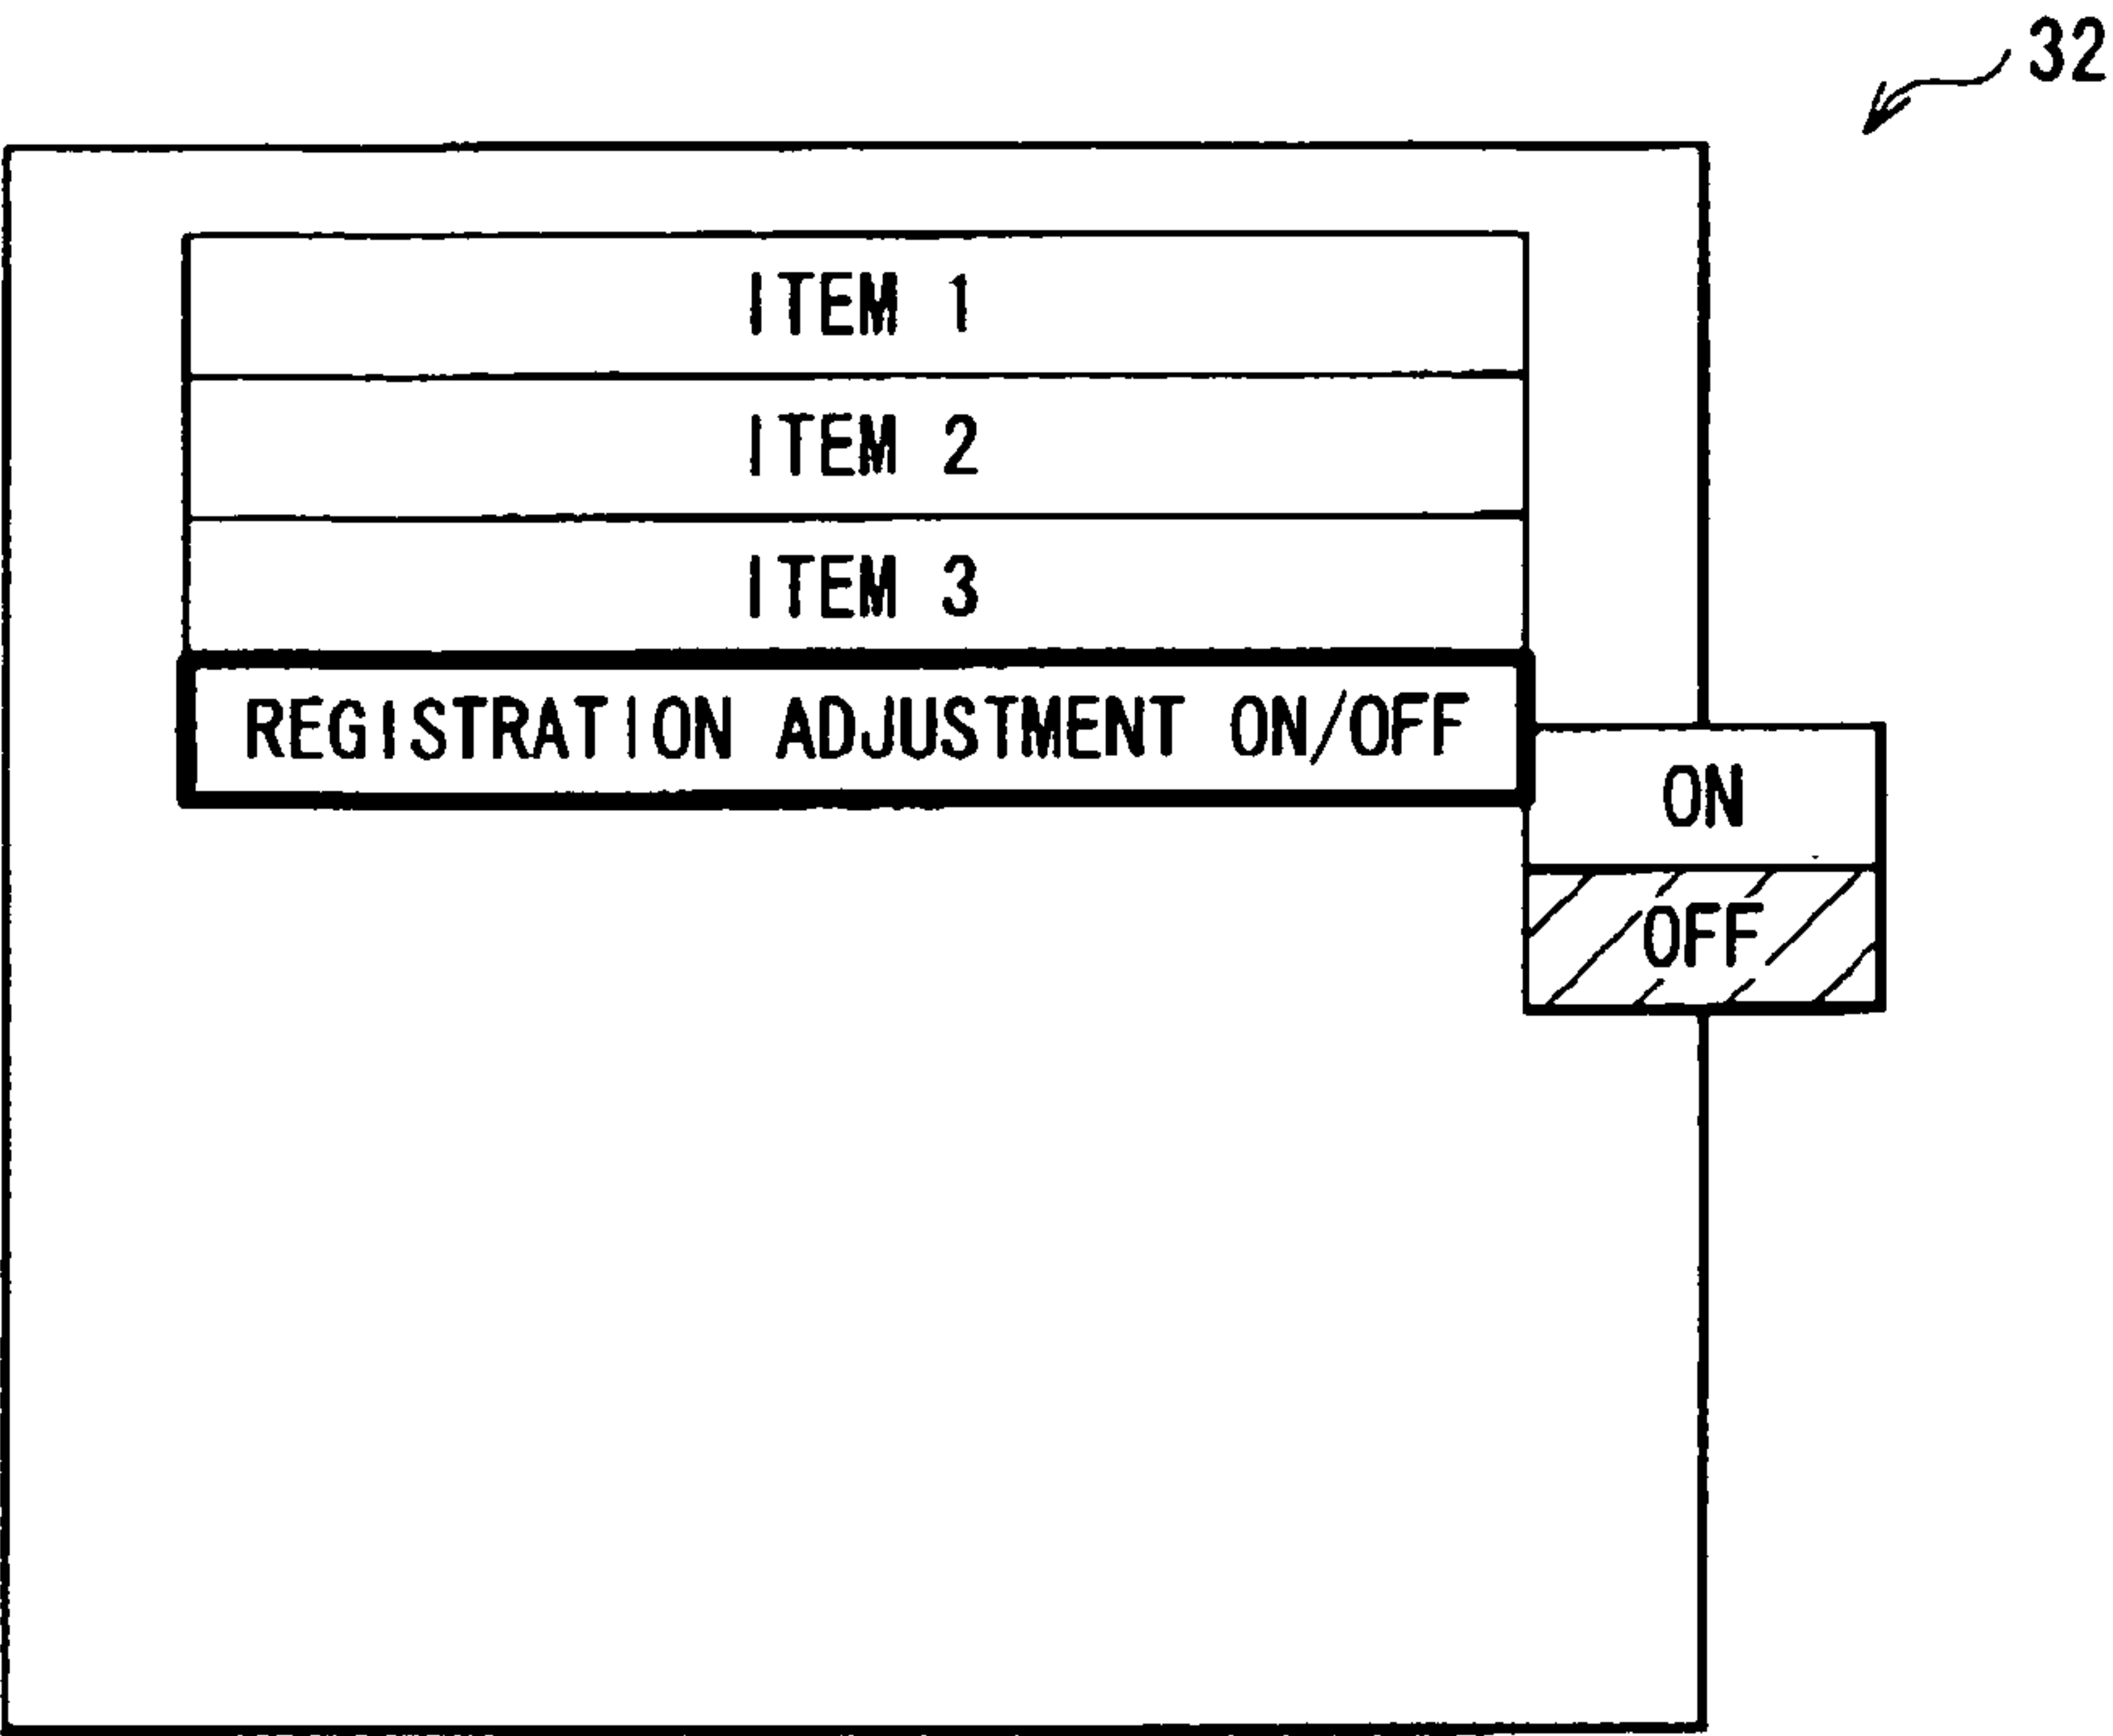 32
ITEM 1
ITEM 2
ITEM 3
REGISTRATION ADJUSTMENT ON/OFF
ON
OFF